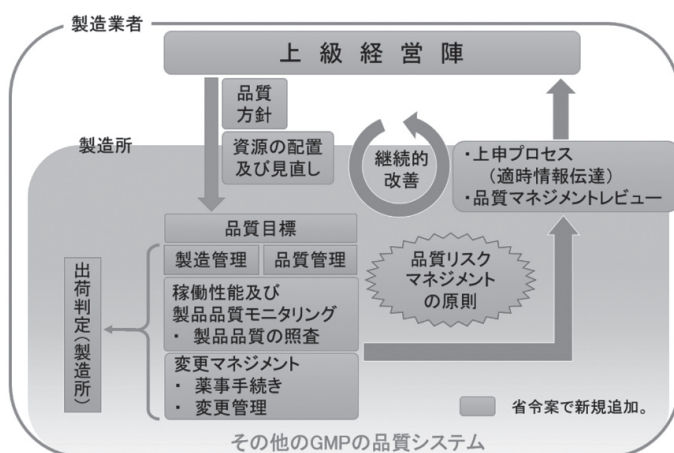 製造業者
上級経営陣
品質
方針
製造所
資源の配置
及び見直し
継続的
改善
・上申プロセス
（適時情報伝達）
・品質マネジメントレビュー
品質目標
製造管理
品質管理
品質リスク
マネジメント
の原則
稼働性能及び
製品品質モニタリング
・ 製品品質の照査
出荷判定（製造所）
変更マネジメント
・ 薬事手続き
・ 変更管理
省令案で新規追加。
その他のGMPの品質システム